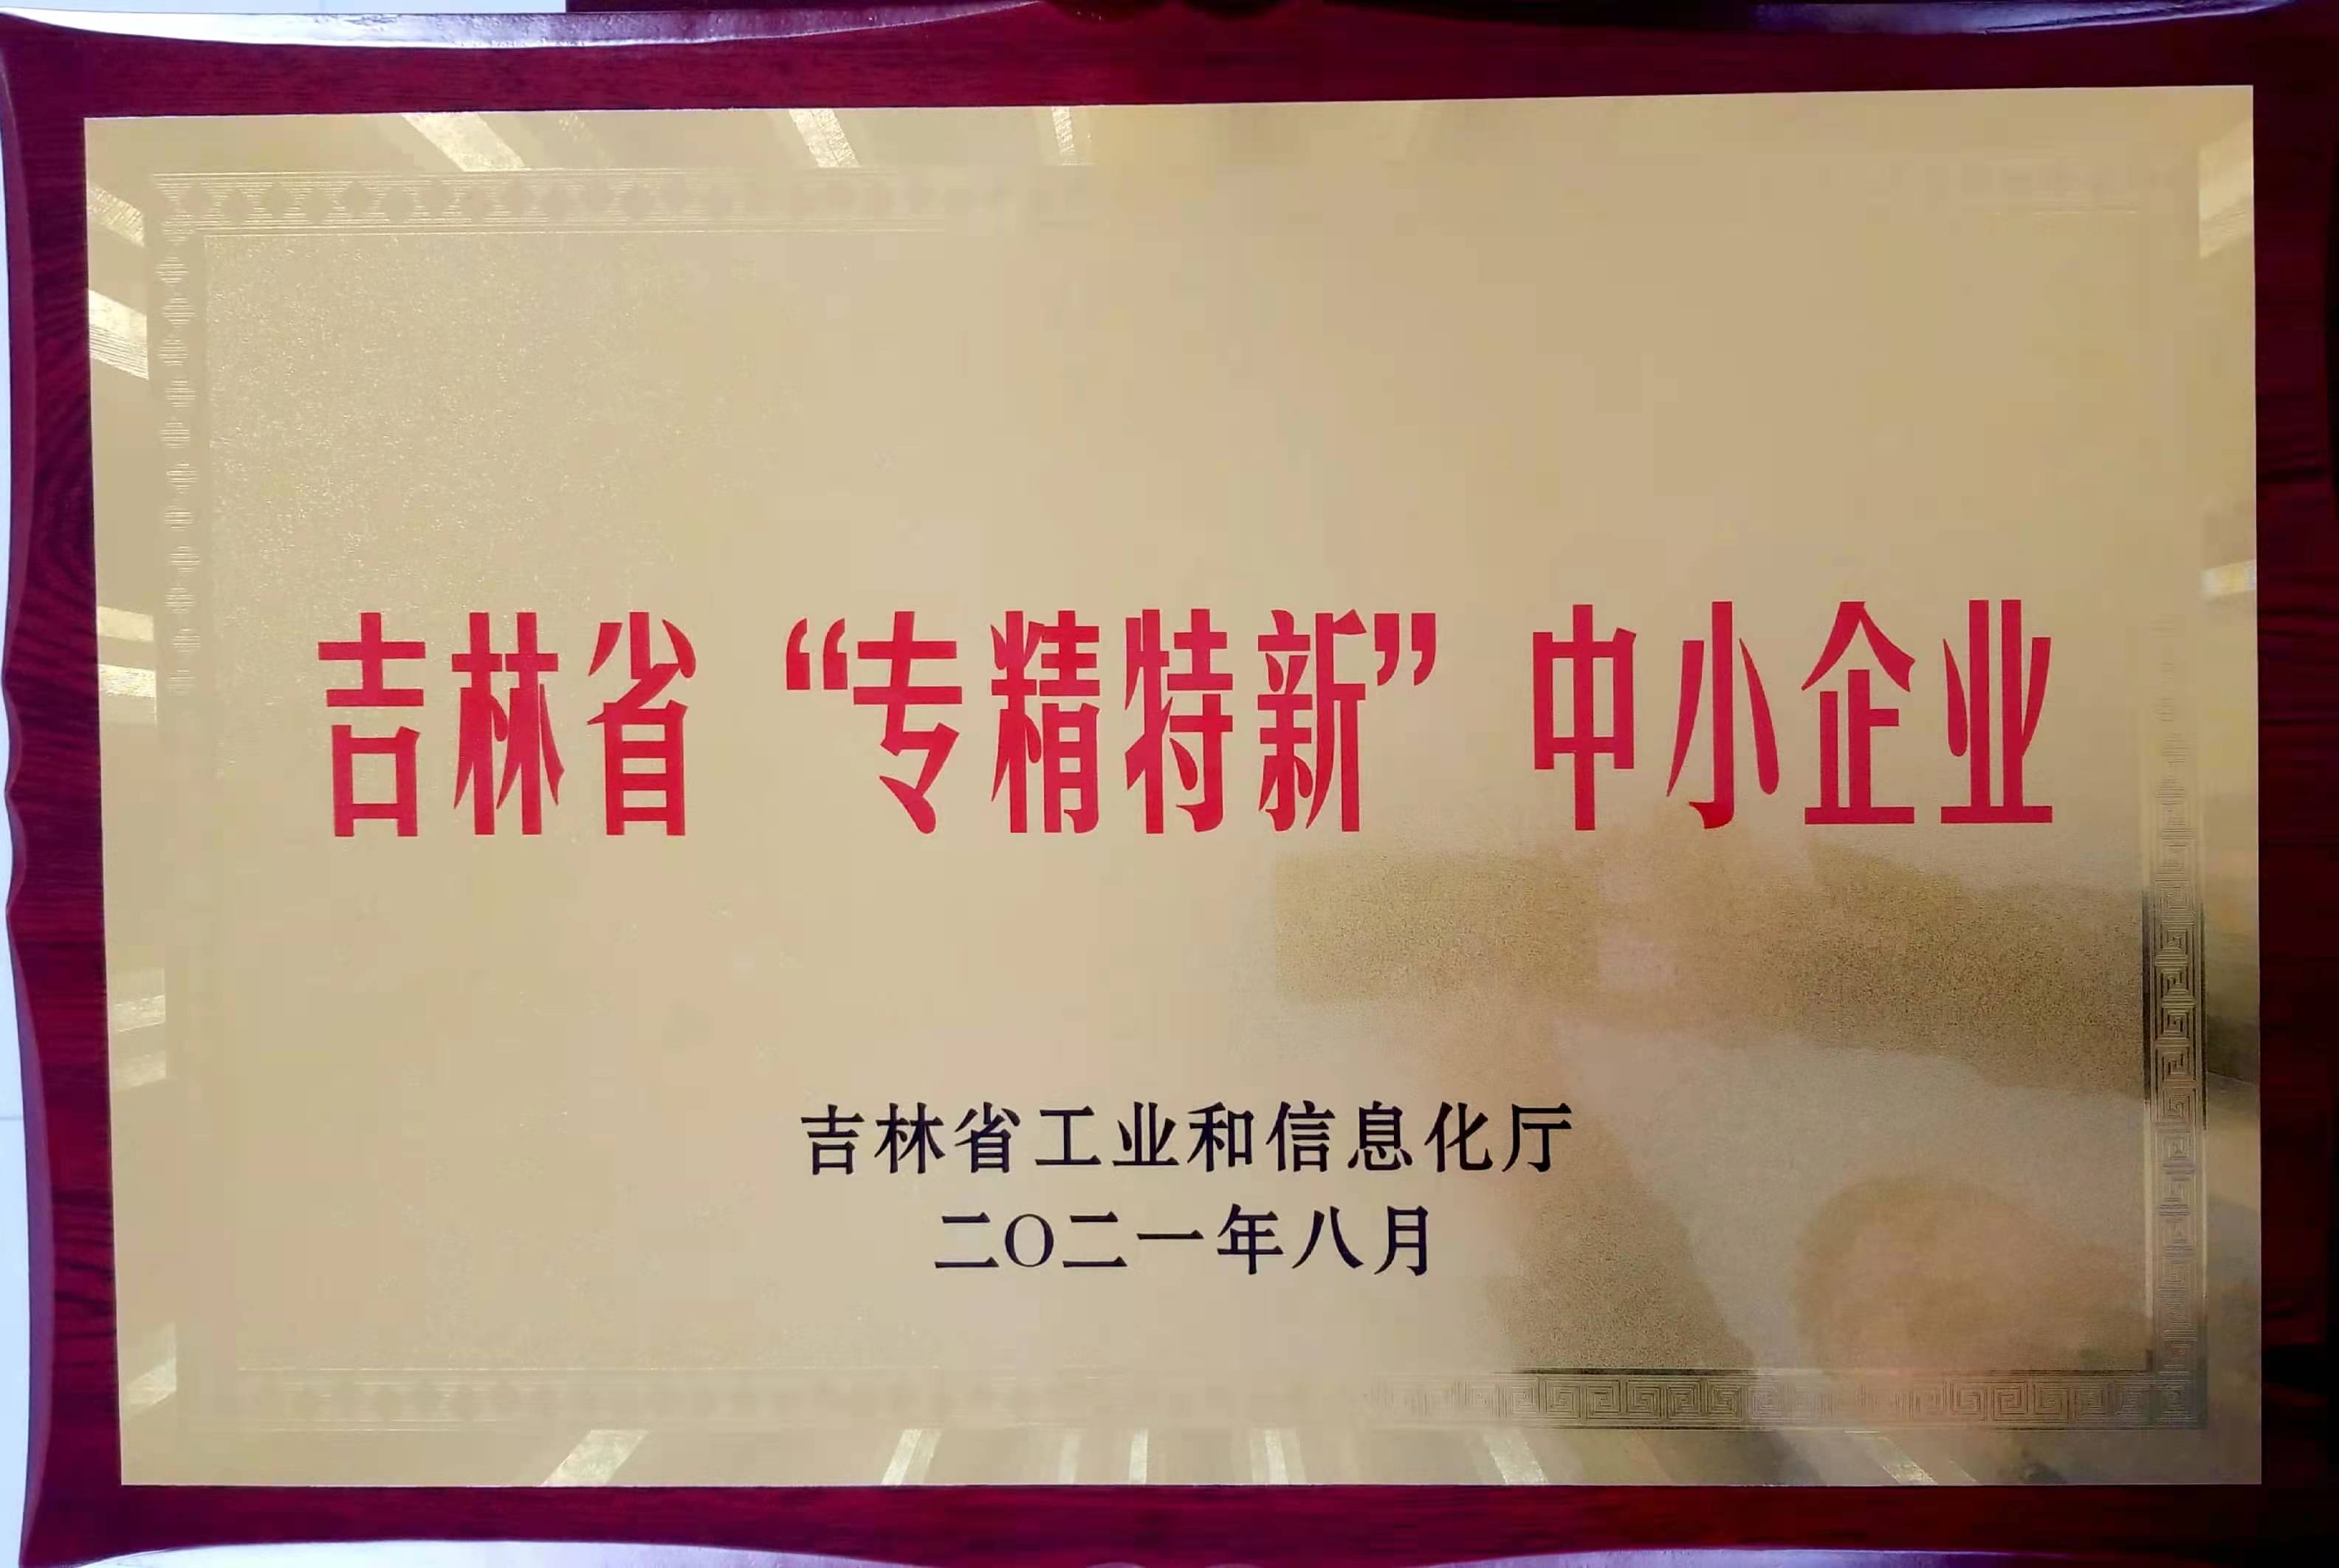 吉林省“专精特新”中小企业
吉林省工业和信息化厅
二〇二一年八月